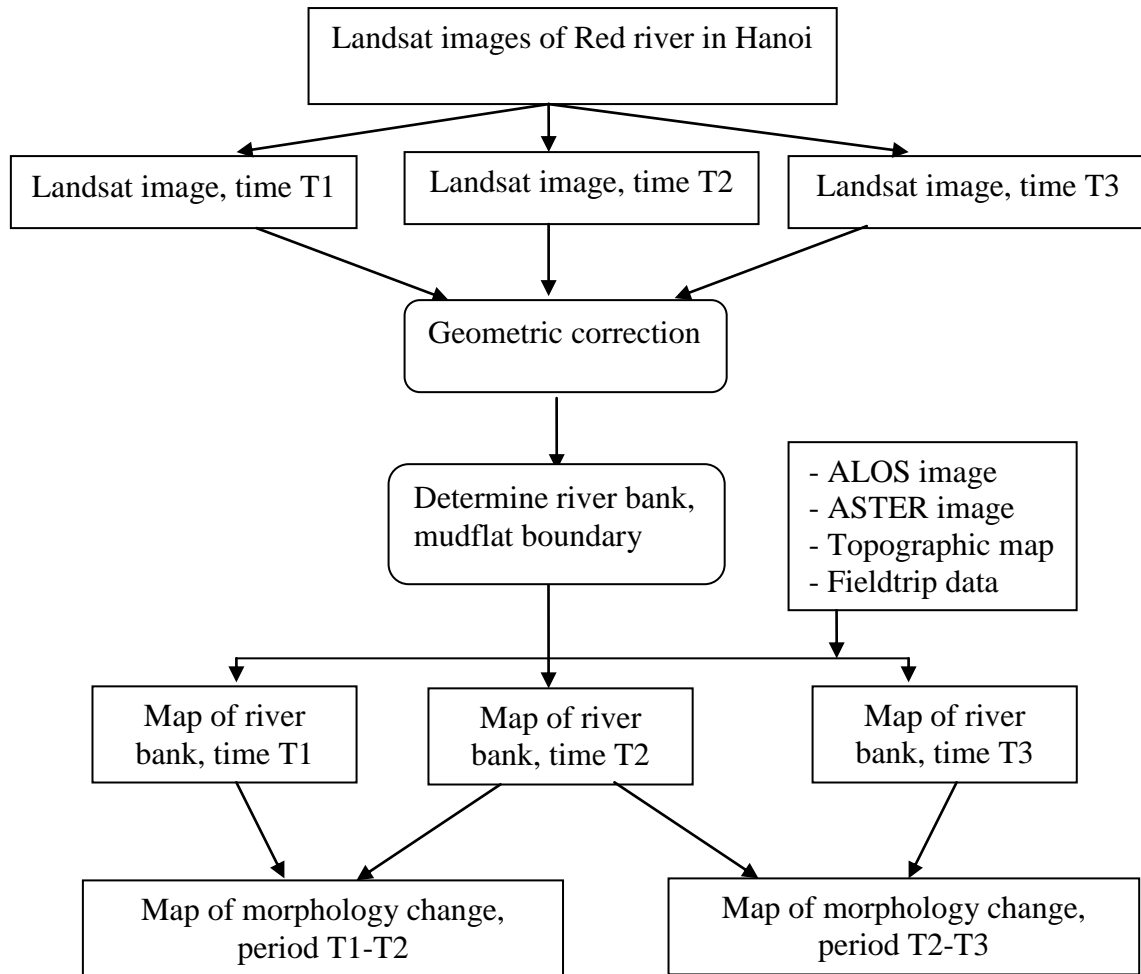 Landsat images of Red river in Hanoi
Landsat image, time T1
Landsat image, time T2
Landsat image, time T3
Geometric correction
Determine river bank,
mudflat boundary
- ALOS image
- ASTER image
- Topographic map
- Fieldtrip data
Map of river
bank, time T1
Map of river
bank, time T2
Map of river
bank, time T3
Map of morphology change,
period T1-T2
Map of morphology change,
period T2-T3